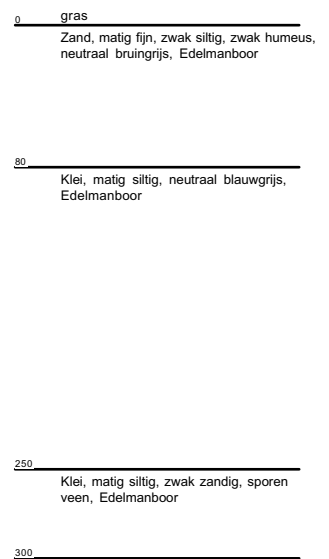 0 gras
Zand, matig fijn, zwak siltig, zwak humeus,
neutraal bruingrijs, Edelmanboor
80
Klei, matig siltig, neutraal blauwgrijs,
Edelmanboor
250
Klei, matig siltig, zwak zandig, sporen
veen, Edelmanboor
300